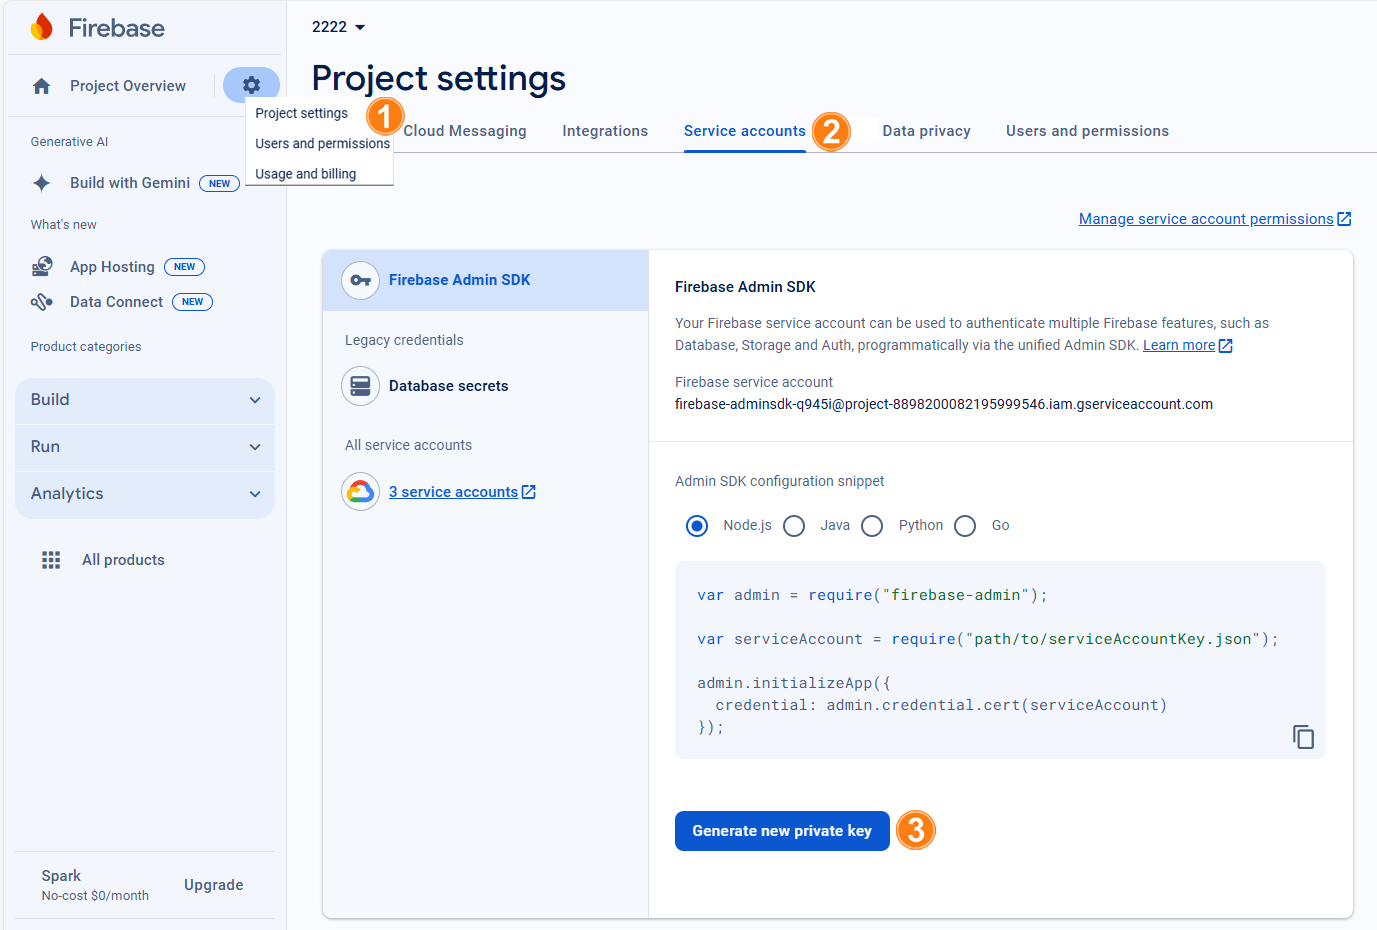 Firebase
2222
Project Overview
Project settings
Project settings
1
Users and permissions
Usage and billing
Cloud Messaging
Integrations
Service accounts
2
Data privacy
Users and permissions
Generative AI
Build with Gemini
NEW
What's new
App Hosting
NEW
Data Connect
NEW
Product categories
Build
Run
Analytics
All products
Spark
No-cost $0/month
Upgrade
Manage service account permissions
Firebase Admin SDK
Legacy credentials
Database secrets
All service accounts
3 service accounts
Firebase Admin SDK
Your Firebase service account can be used to authenticate multiple Firebase features, such as
Database, Storage and Auth, programmatically via the unified Admin SDK. Learn more
Firebase service account
firebase-adminsdk-q945i@project-8898200082195999546.iam.gserviceaccount.com
Admin SDK configuration snippet
Node.js
Java
Python
Go
var admin = require("firebase-admin");
var serviceAccount = require("path/to/serviceAccountKey.json");
admin.initializeApp({
credential: admin.credential.cert(serviceAccount)
});
Generate new private key
3